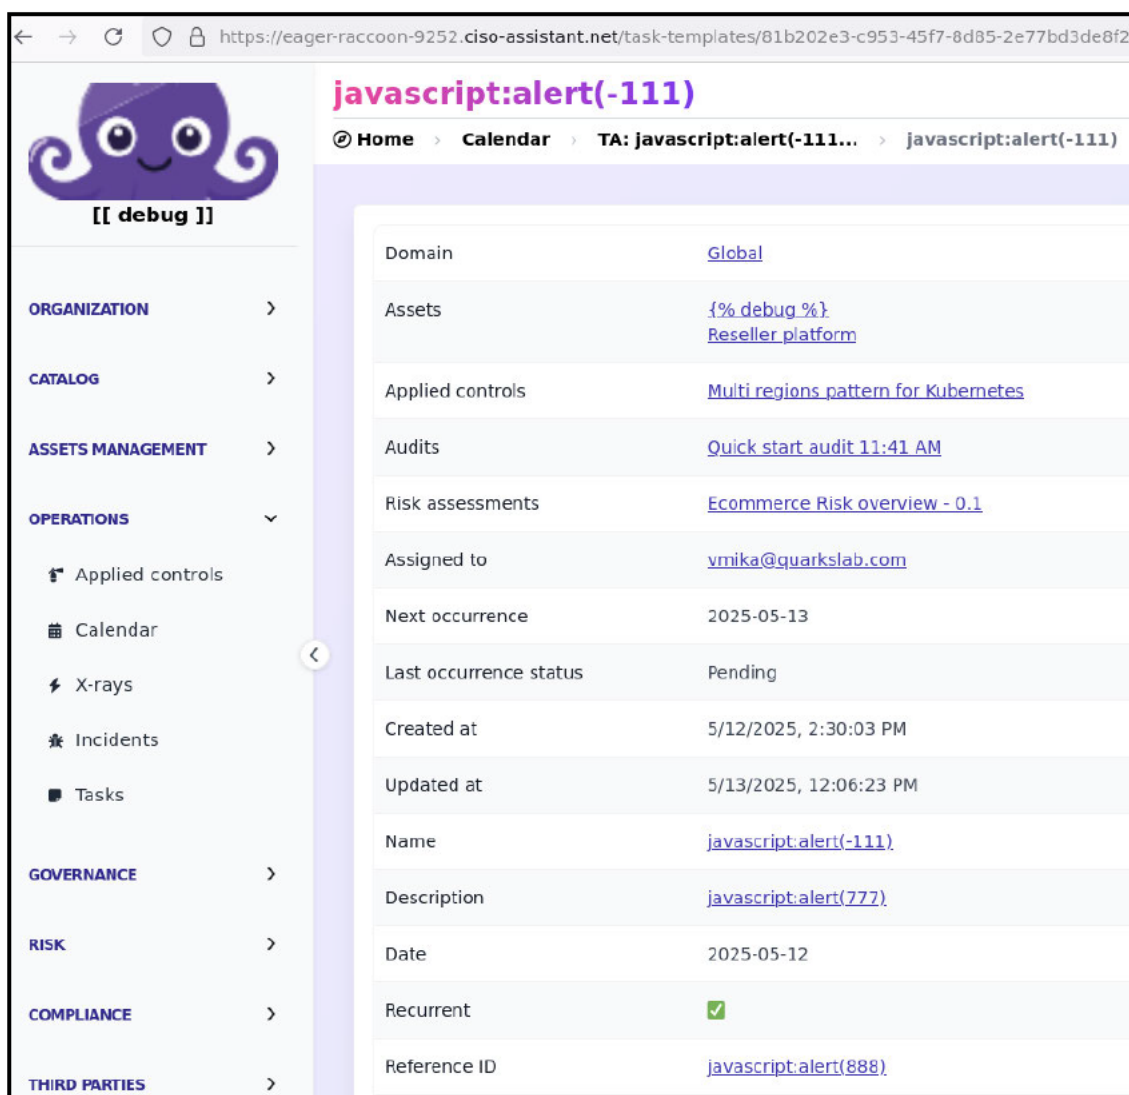 https://eager-raccoon-9252.ciso-assistant.net/task-templates/81b202e3-c953-45f7-8d85-2e77bd3de8f2
javascript:alert(-111)
Home > Calendar > TA: javascript:alert(-111... > javascript:alert(-111)
[[ debug ]]
ORGANIZATION
CATALOG
ASSETS MANAGEMENT
OPERATIONS
Applied controls
Calendar
X-rays
Incidents
Tasks
GOVERNANCE
RISK
COMPLIANCE
THIRD PARTIES
Domain Global
Assets {% debug %}
Reseller platform
Applied controls Multi regions pattern for Kubernetes
Audits Quick start audit 11:41 AM
Risk assessments Ecommerce Risk overview - 0.1
Assigned to vmika@quarkslab.com
Next occurrence 2025-05-13
Last occurrence status Pending
Created at 5/12/2025, 2:30:03 PM
Updated at 5/13/2025, 12:06:23 PM
Name javascript:alert(-111)
Description javascript:alert(777)
Date 2025-05-12
Recurrent
Reference ID javascript:alert(888)